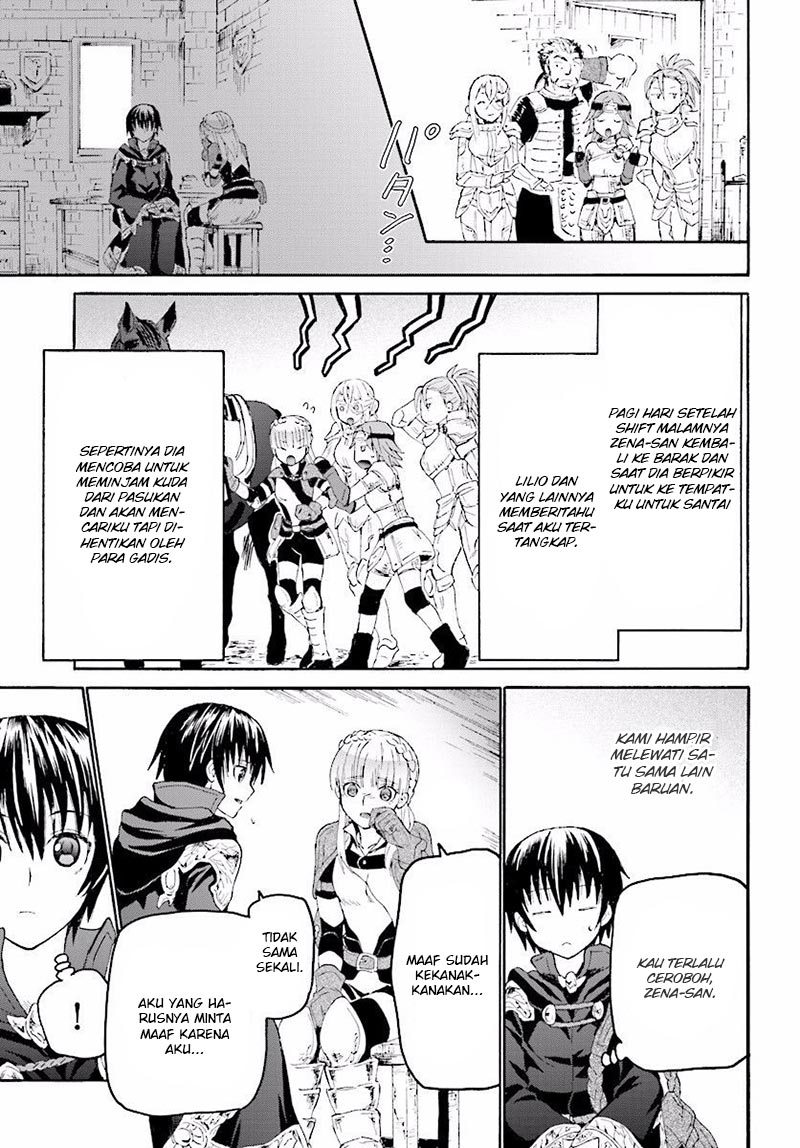 パタン…
PAGI HARI SETELAH
SHIFT MALAMNYA
ZENA-SAN KEMBA-
LI KE BARAK DAN
SAAT DIA BERPIKIR
UNTUK KE TEMPAT-
KU UNTUK SANTAI
LILIO DAN
YANG LAINNYA
MEMBERITAHU
SAAT AKU TER-
TANGKAP.
SEPERTINYA DIA
MENCOBA UNTUK
MEMINJAM KUDA
DARI PASUKAN
DAN AKAN MEN-
CARIKU TAPI DI-
HENTIKAN OLEH
PARA GADIS.
KAMI HAMPIR
MELEWATI SA-
TU SAMA LAIN
BARUAN.
KAU TERLALU
CEROBOH,
ZENA-SAN.
MAAF SUDAH
KEKANAK-
KANAKAN...
TIDAK
SAMA
SEKALI.
AKU YANG HA-
RUSNYA MINTA
MAAF KARENA
AKU...
!